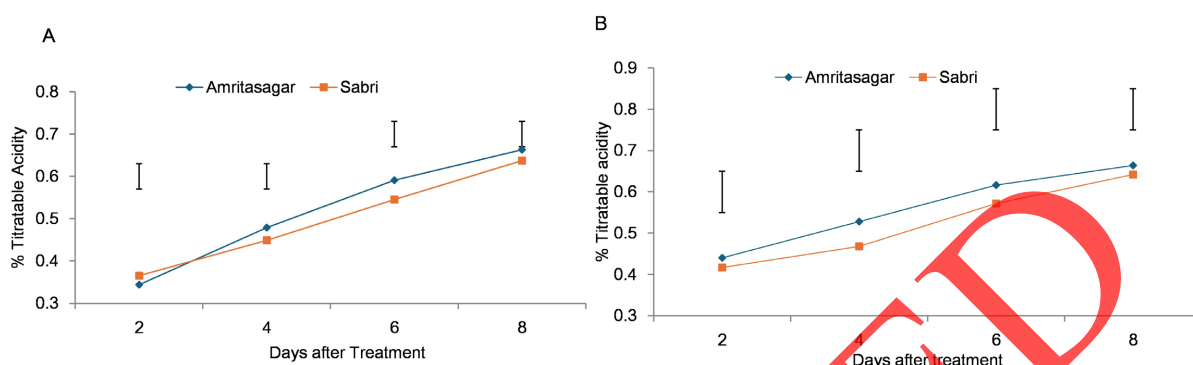 A
Amritasagar Sabri
% Titratable Acidity
0.8
0.7
0.6
0.5
0.4
0.3
2 4 6 8
Days after Treatment
B
Amritasagar Sabri
% Titratable acidity
0.9
0.8
0.7
0.6
0.5
0.4
0.3
2 4 6 8
Days after treatment